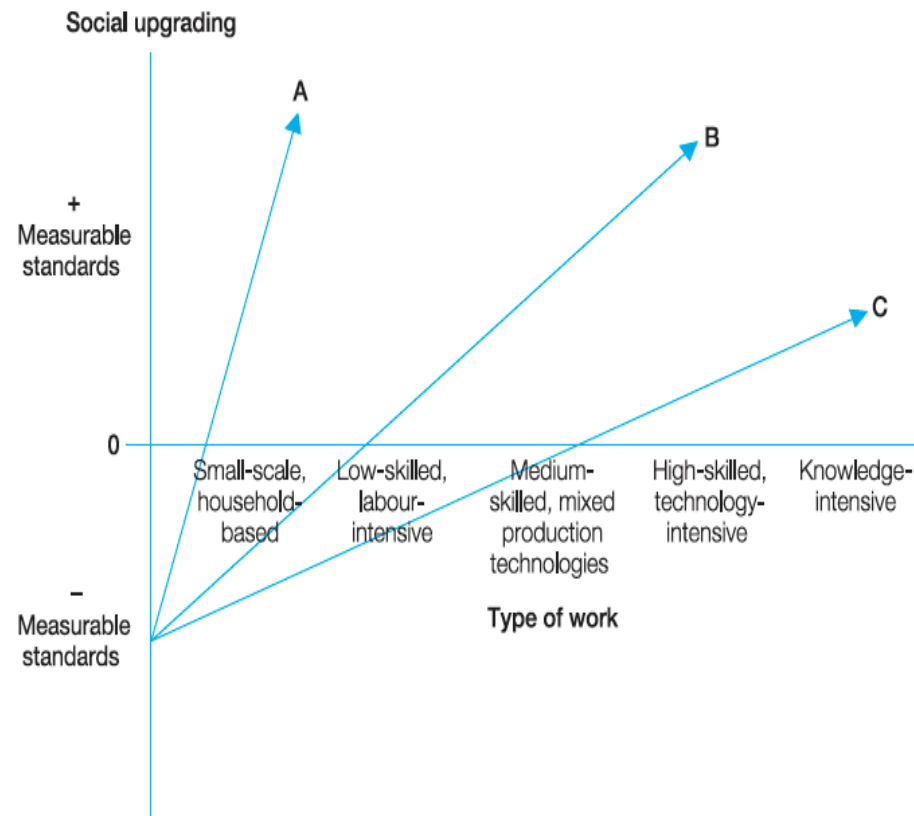 Social upgrading
A
B
+
Measurable
standards
C
0
Small-scale,
household-
based
Low-skilled,
labour-
intensive
Medium-
skilled, mixed
production
technologies
High-skilled,
technology-
intensive
Knowledge-
intensive
–
Measurable
standards
Type of work